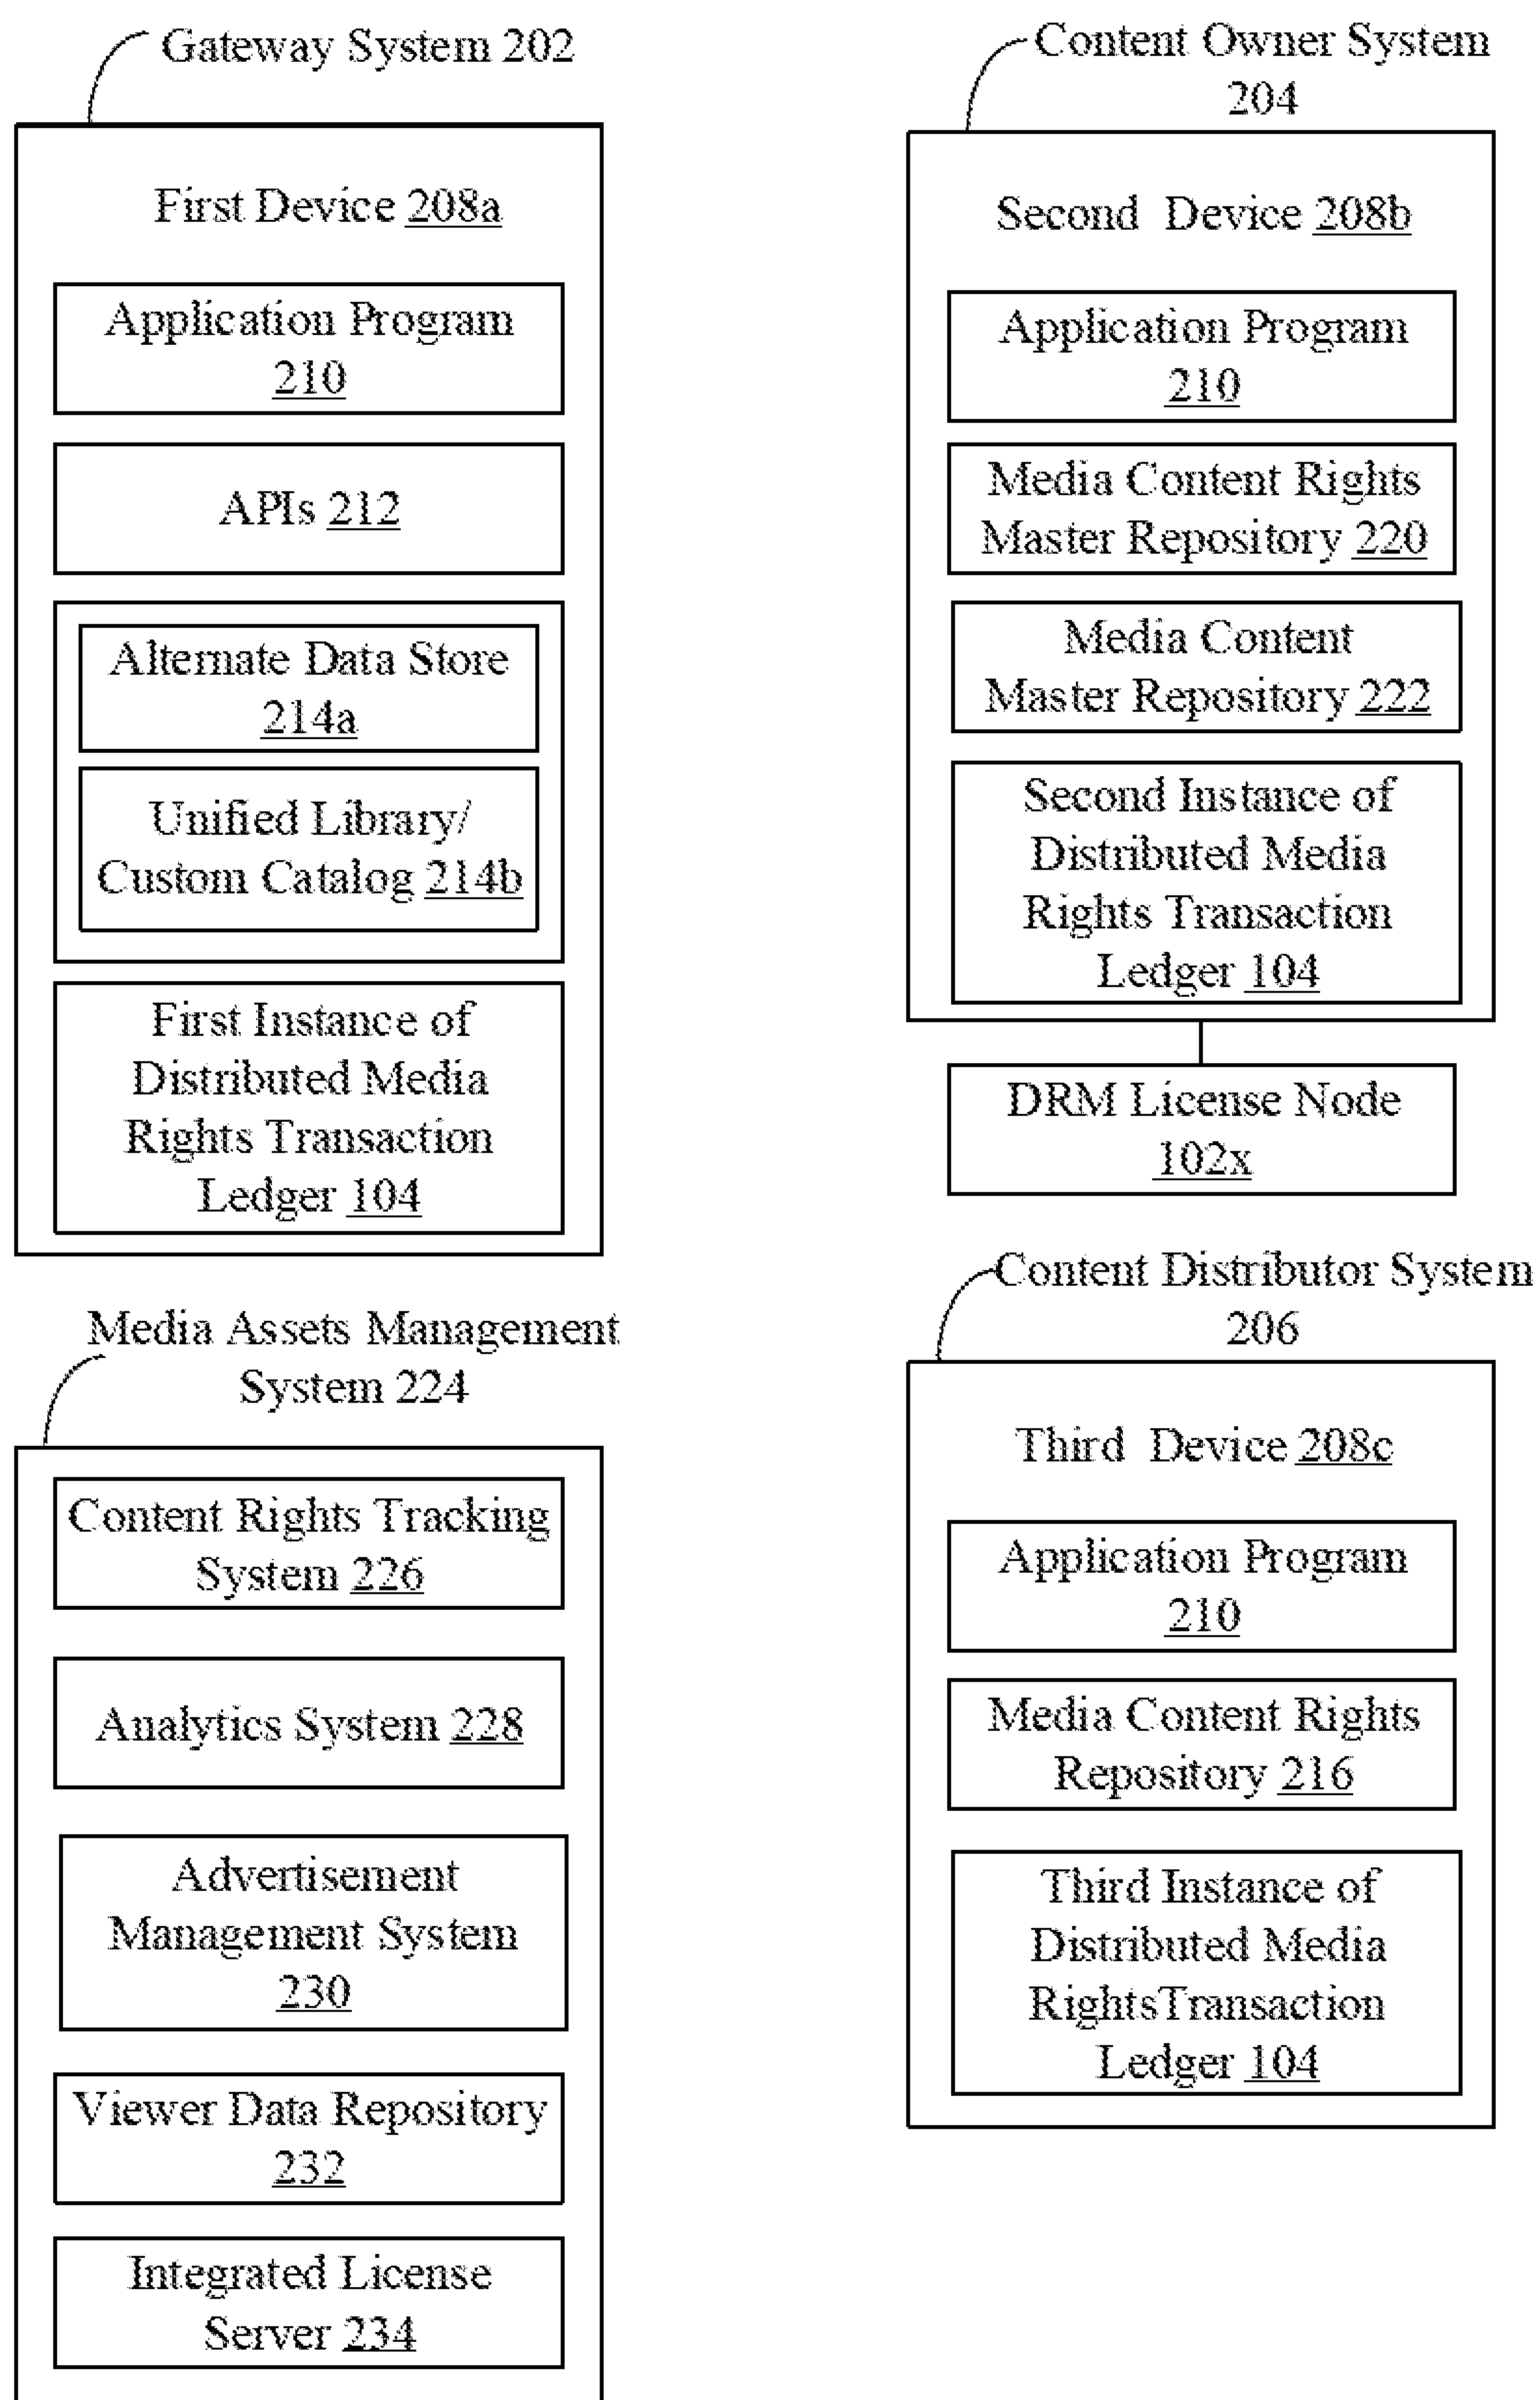 Gateway System 202
First Device 208a
Application Program
210
APIs 212
Alternate Data Store
214a
Unified Library/
Custom Catalog 214b
First Instance of
Distributed Media
Rights Transaction
Ledger 104
Content Owner System
204
Second Device 208b
Application Program
210
Media Content Rights
Master Repository 220
Media Content
Master Repository 222
Second Instance of
Distributed Media
Rights Transaction
Ledger 104
DRM License Node
102x
Media Assets Management
System 224
Content Rights Tracking
System 226
Analytics System 228
Advertisement
Management System
230
Viewer Data Repository
232
Integrated License
Server 234
Content Distributor System
206
Third Device 208c
Application Program
210
Media Content Rights
Repository 216
Third Instance of
Distributed Media
RightsTransaction
Ledger 104